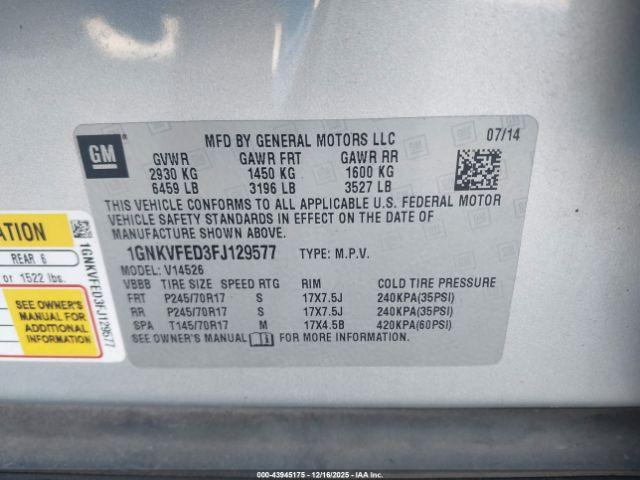 GM
MFD BY GENERAL MOTORS LLC 07/14
GVWR GAWR FRT GAWR RR
2930 KG 1450 KG 1600 KG
6459 LB 3196 LB 3527 LB
THIS VEHICLE CONFORMS TO ALL APPLICABLE U.S. FEDERAL MOTOR
VEHICLE SAFETY STANDARDS IN EFFECT ON THE DATE OF
MANUFACTURE SHOWN ABOVE.
1GNKVFED3FJ129577 TYPE: M.P.V.
MODEL: V14526
VBBB TIRE SIZE SPEED RTG RIM COLD TIRE PRESSURE
FRT P245/70R17 S 17X7.5J 240KPA(35PSI)
RR P245/70R17 S 17X7.5J 240KPA(35PSI)
SPA T145/70R17 M 17X4.5B 420KPA(60PSI)
SEE OWNER'S MANUAL FOR MORE INFORMATION.
ATION
REAR 6
or 1522 lbs.
SEE OWNER'S
MANUAL FOR
ADDITIONAL
INFORMATION
1GNKVFED3FJ129577
000-43945175 - 12/16/2025 - IAAI.COM